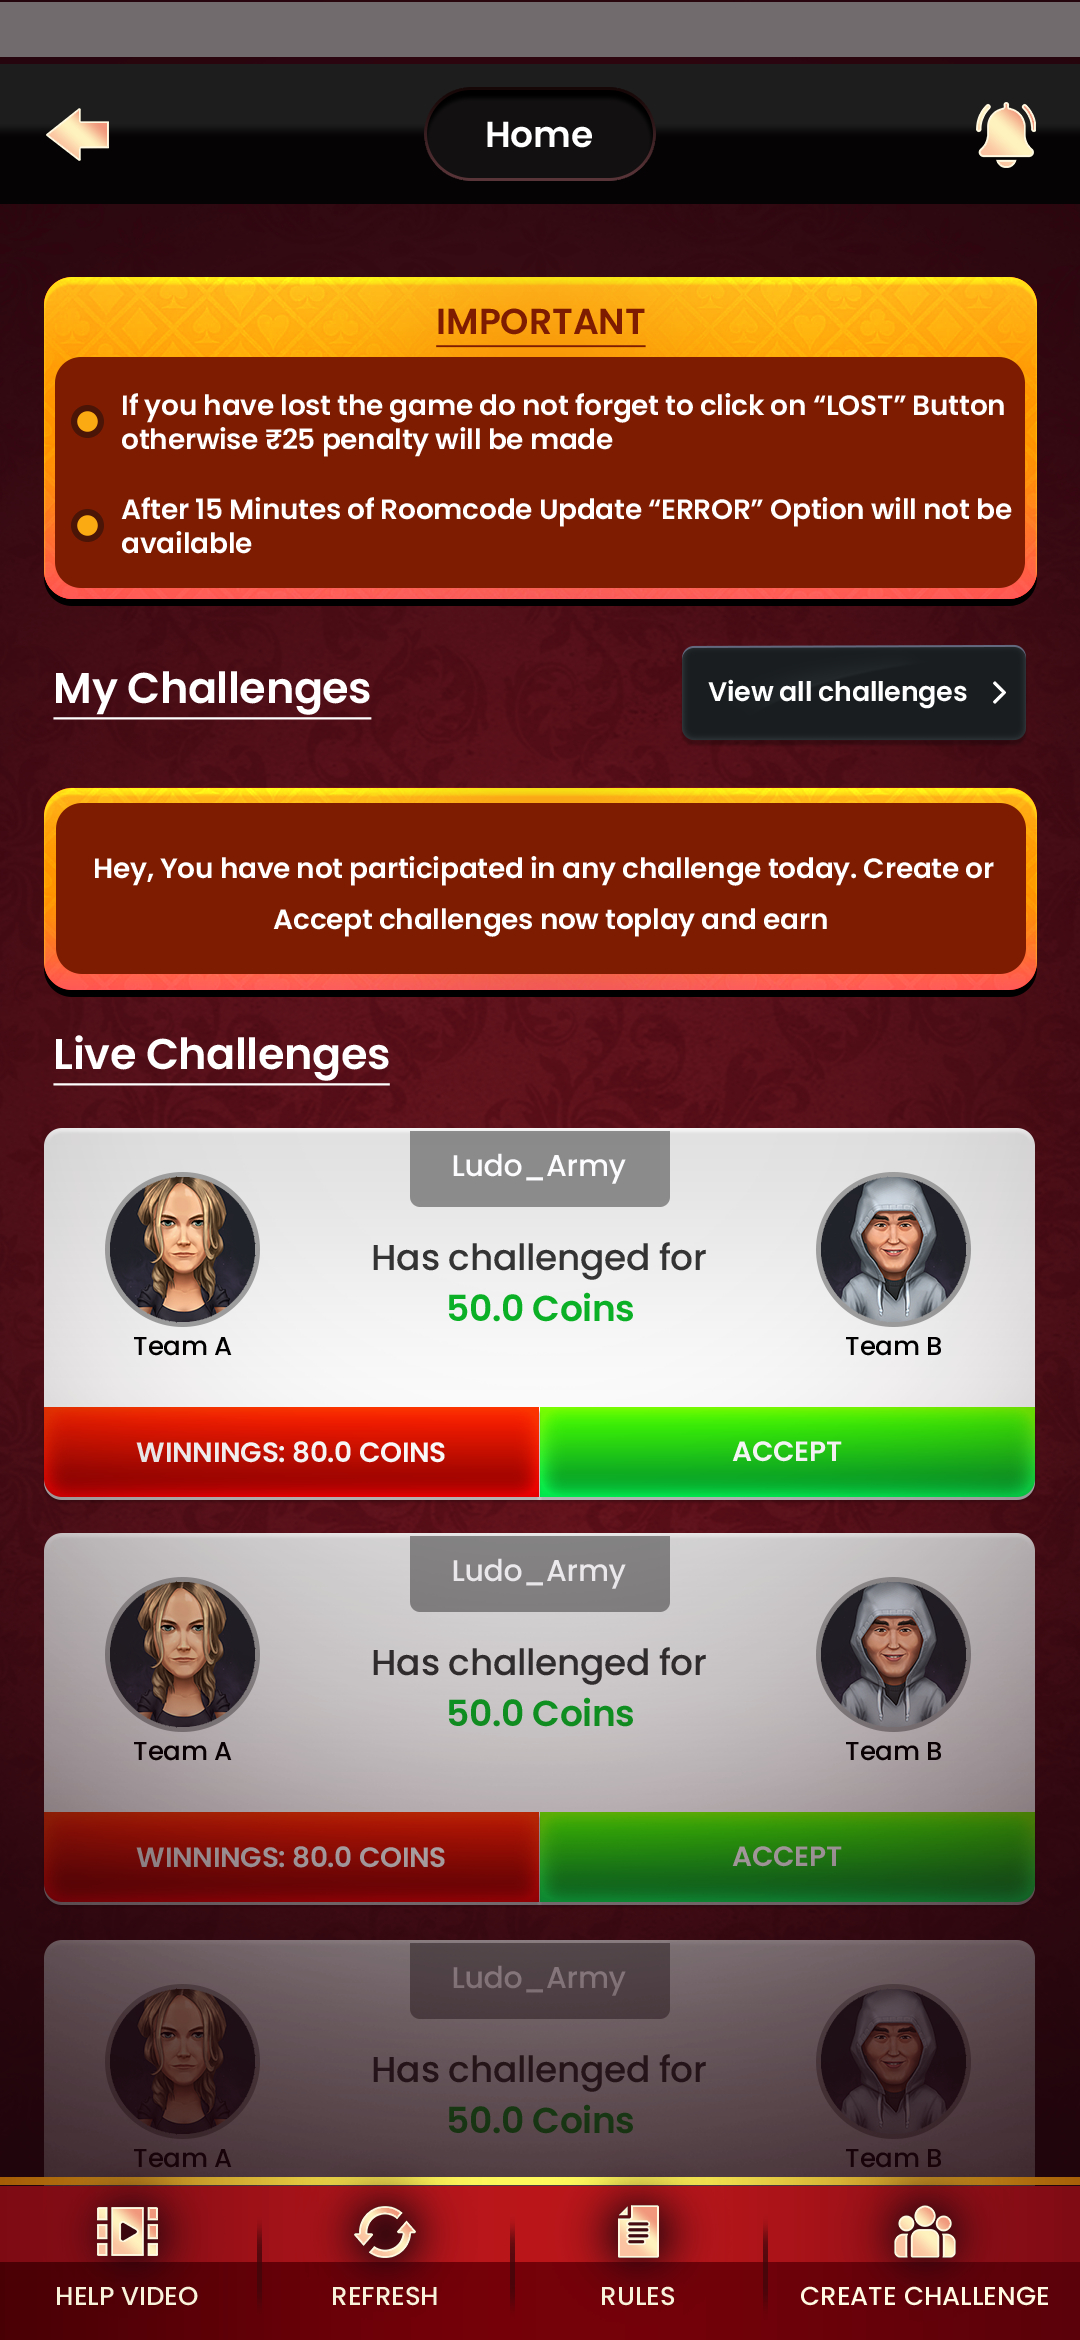 Home
IMPORTANT
If you have lost the game do not forget to click on “LOST” Button
otherwise ₹25 penalty will be made
After 15 Minutes of Roomcode Update “ERROR” Option will not be
available
My Challenges
View all challenges
Hey, You have not participated in any challenge today. Create or
Accept challenges now toplay and earn
Live Challenges
Ludo_Army
Has challenged for
50.0 Coins
Team A
Team B
WINNINGS: 80.0 COINS
ACCEPT
Ludo_Army
Has challenged for
50.0 Coins
Team A
Team B
WINNINGS: 80.0 COINS
ACCEPT
Ludo_Army
Has challenged for
50.0 Coins
Team A
Team B
HELP VIDEO
REFRESH
RULES
CREATE CHALLENGE